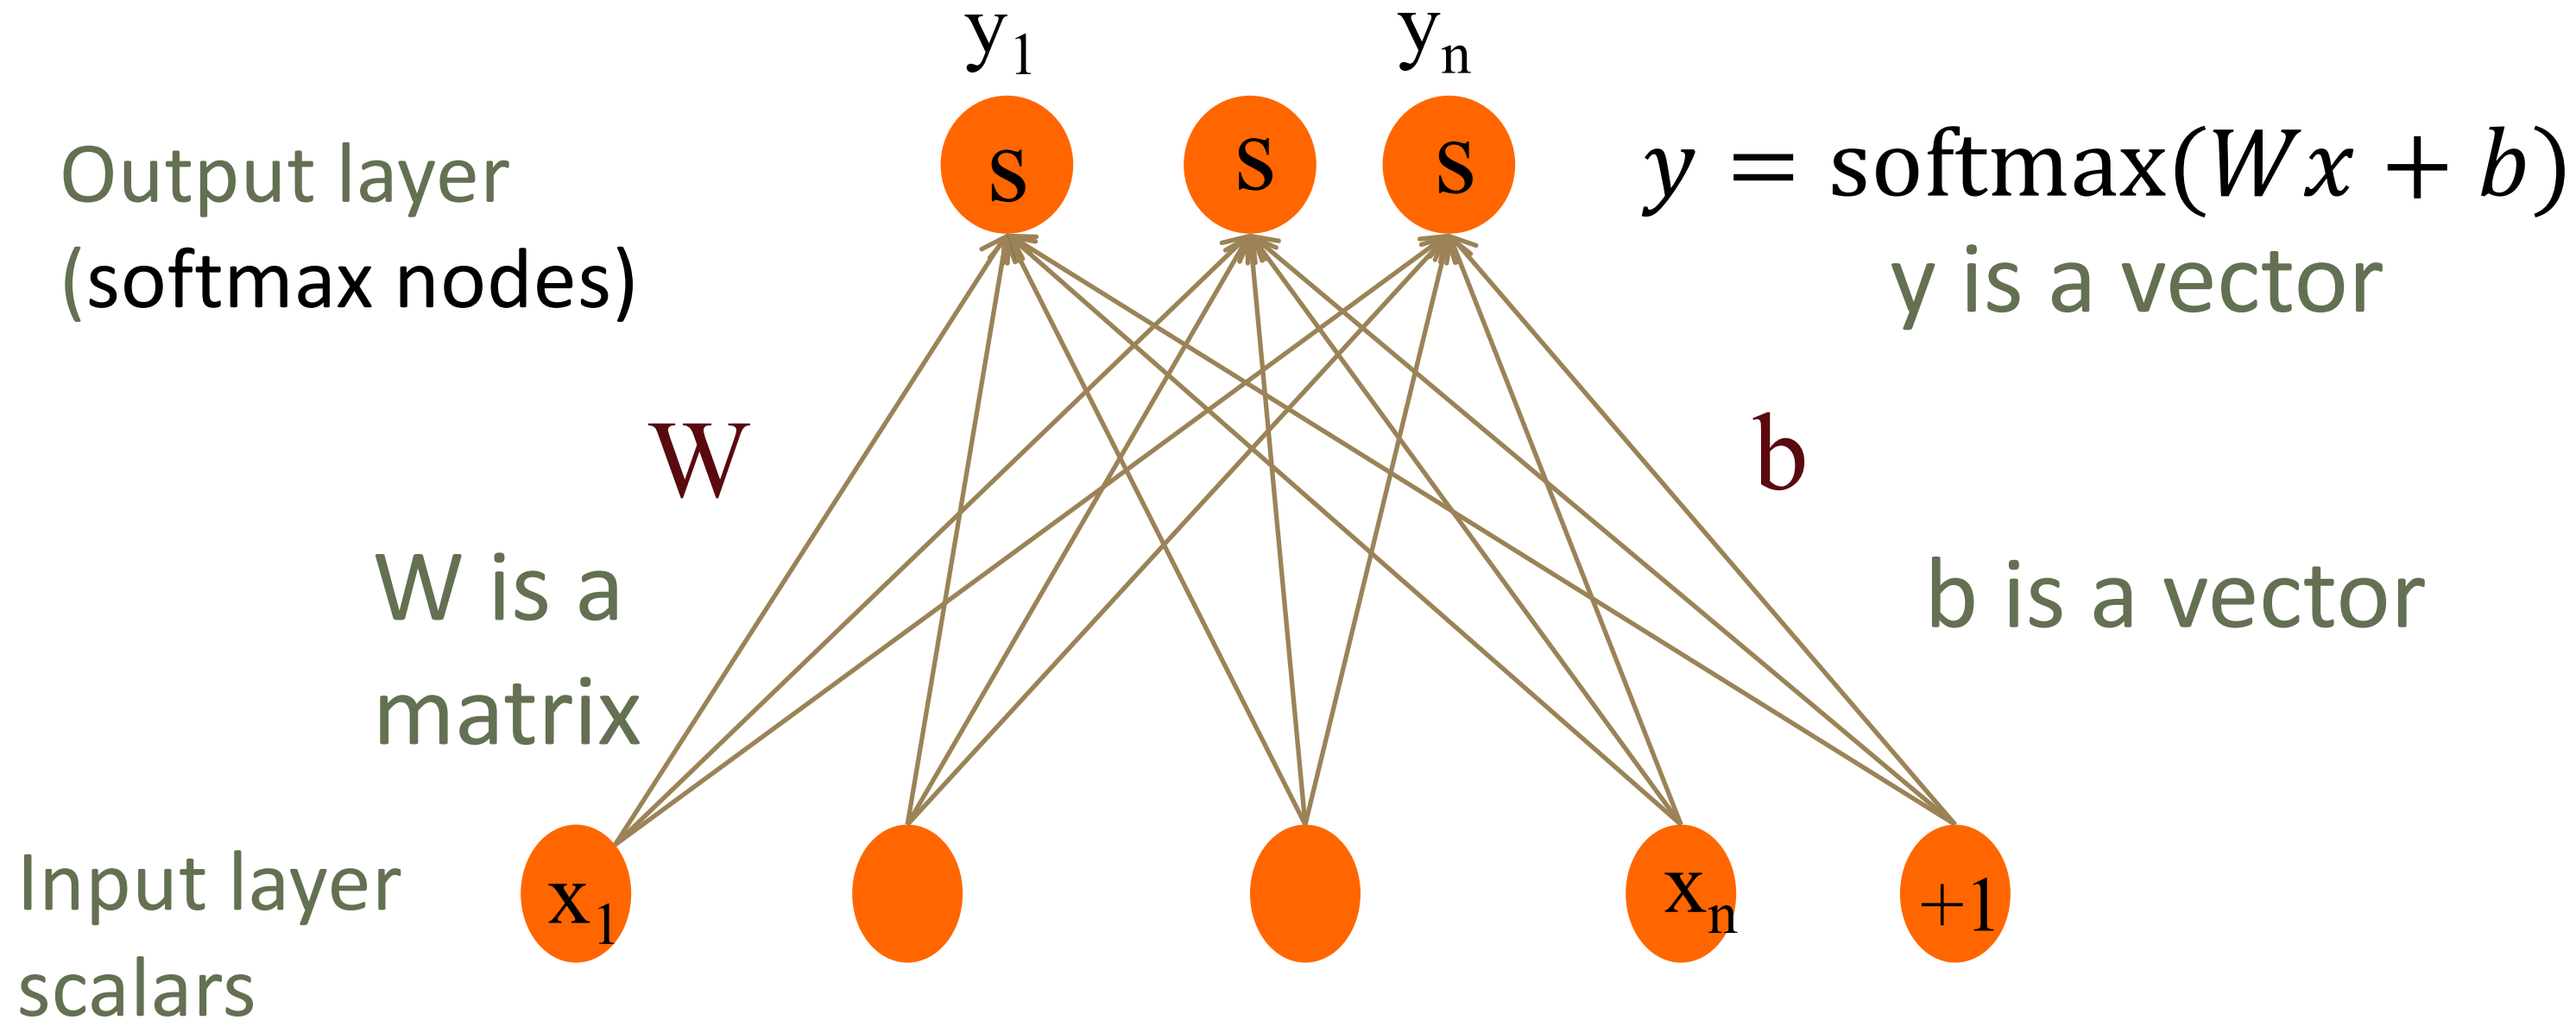 y₁ yₙ
Output layer
(softmax nodes)
s s s
y = softmax(Wx + b)
y is a vector
W b
W is a
matrix
b is a vector
Input layer
scalars
x₁ xₙ +1